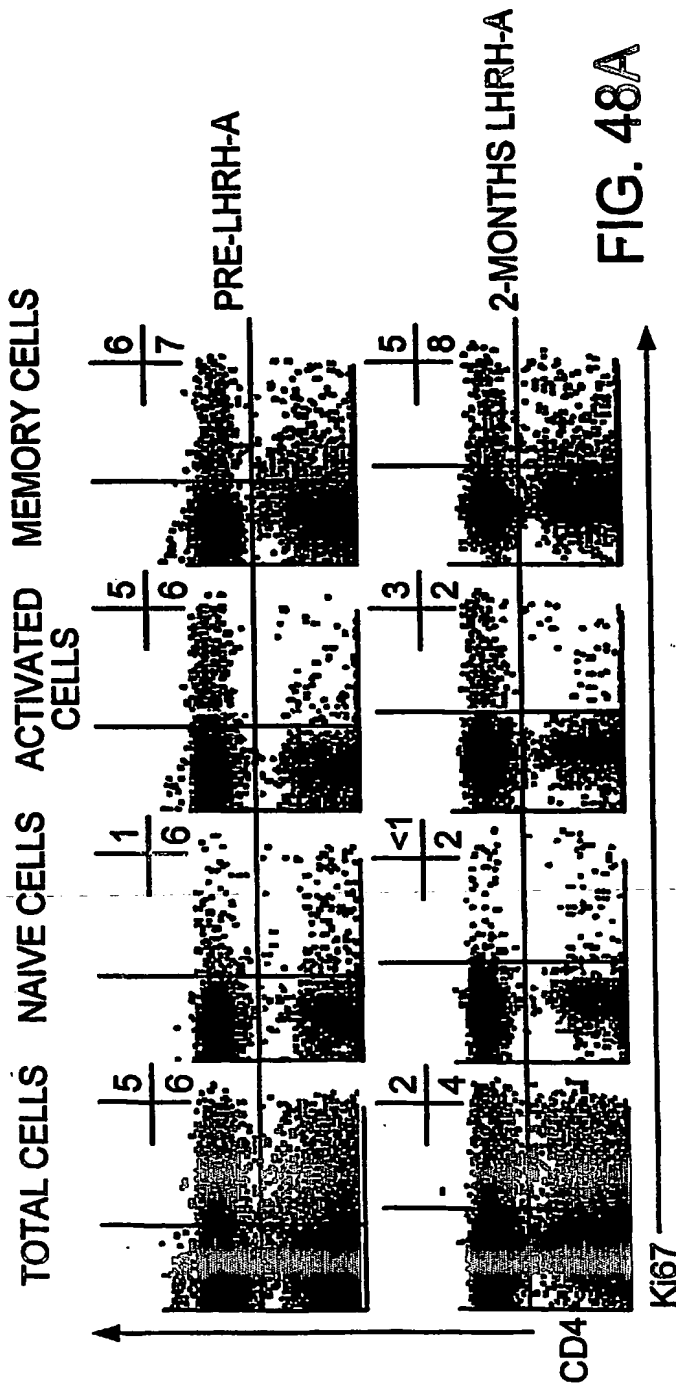 TOTAL CELLS NAIVE CELLS ACTIVATED CELLS MEMORY CELLS
5 1 5 6
6 6 6 7
PRE-LHRH-A
2 <1 3 5
4 2 2 8
2-MONTHS LHRH-A
CD4
Ki67
FIG. 48A